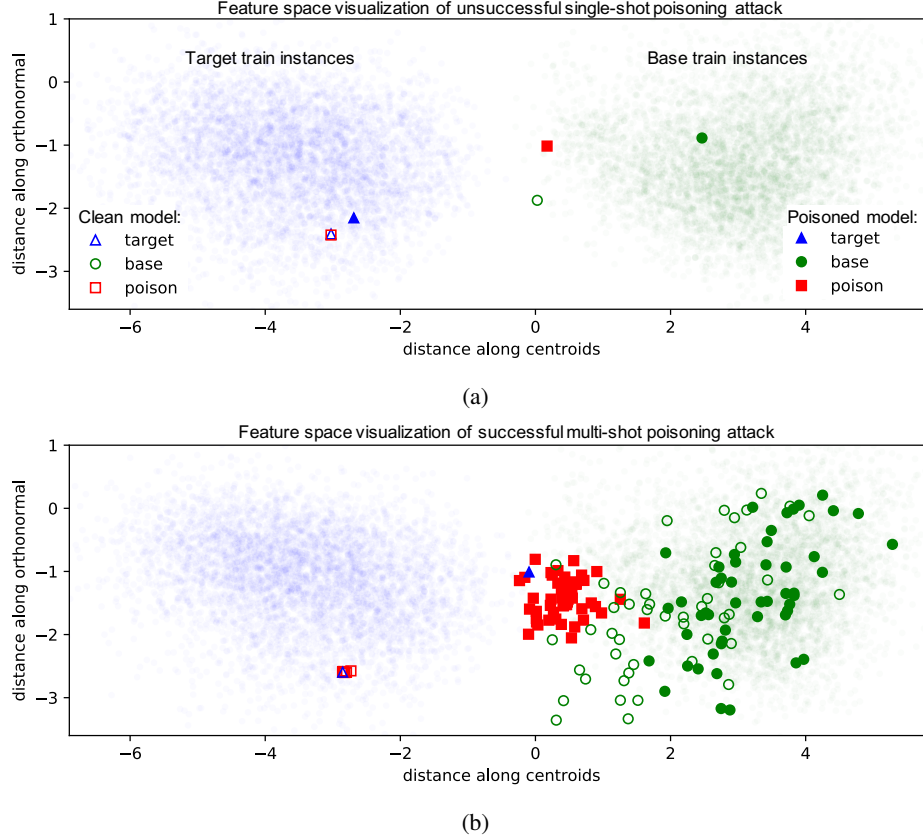 Feature space visualization of unsuccessful single-shot poisoning attack
Target train instances
Base train instances
distance along orthonormal
1
0
−1
−2
−3
Clean model:
target
base
poison
Poisoned model:
target
base
poison
−6 −4 −2 0 2 4
distance along centroids
(a)
Feature space visualization of successful multi-shot poisoning attack
distance along orthonormal
1
0
−1
−2
−3
−6 −4 −2 0 2 4
distance along centroids
(b)